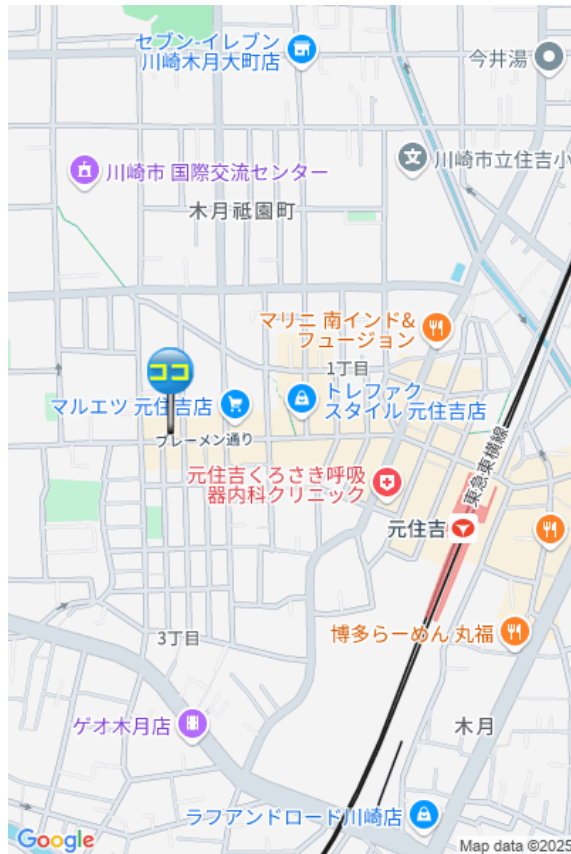 セブン-イレブン
川崎木月大町店
今井湯
川崎市立住吉小
川崎市 国際交流センター
木月祗園町
マリニ 南インド&
フュージョン
1丁目
ココ
マルエツ 元住吉店
トレファク
スタイル 元住吉店
ブレーメン通り
東急東横線
元住吉くろさき呼吸
器内科クリニック
元住吉
博多らーめん 丸福
3丁目
ゲオ木月店
木月
ラフアンドロード川崎店
Google
Map data ©2025